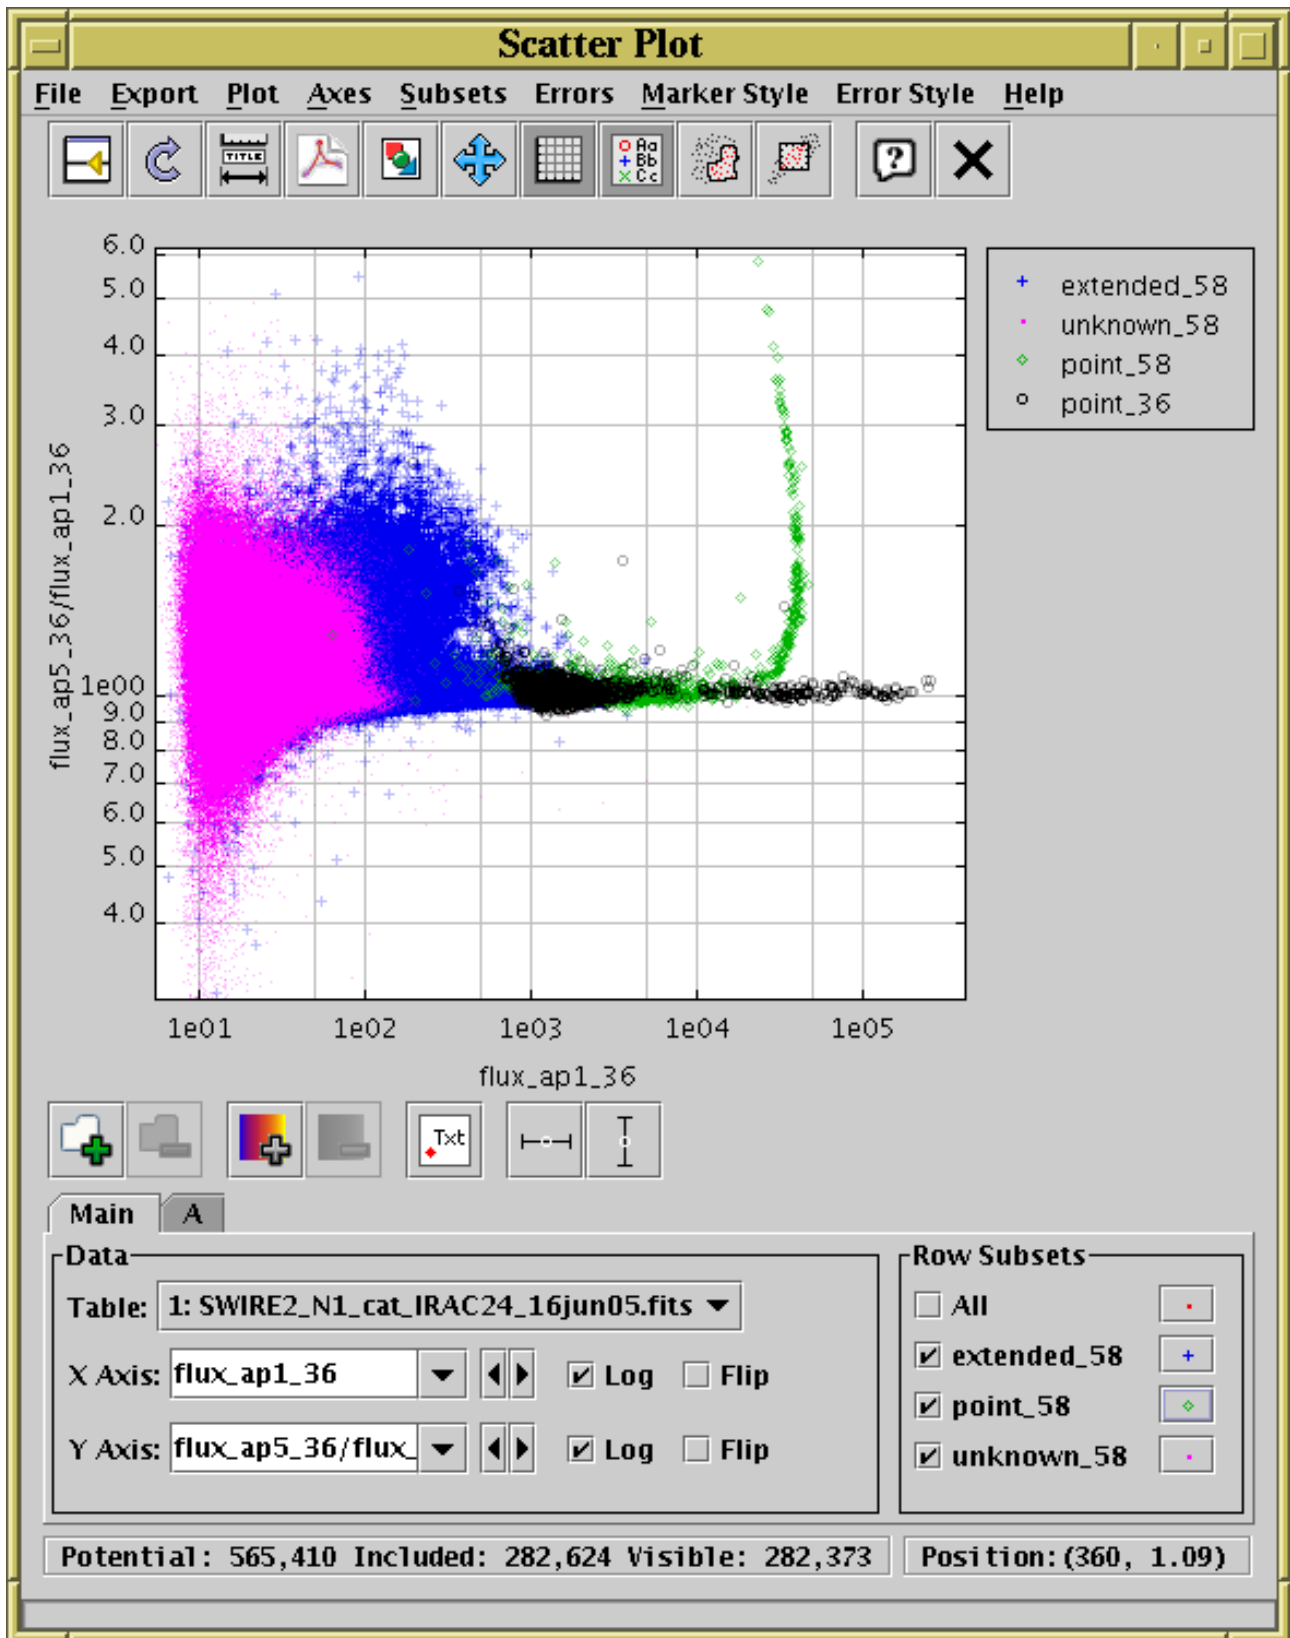 Scatter Plot
File Export Plot Axes Subsets Errors Marker Style Error Style Help
TITLE
Aa
Bb
Cc
?
6.0
5.0
4.0
3.0
2.0
1e00
9.0
8.0
7.0
6.0
5.0
4.0
flux_ap5_36/flux_ap1_36
extended_58
unknown_58
point_58
point_36
1e01 1e02 1e03 1e04 1e05
flux_ap1_36
Txt
Main A
Data
Table: 1: SWIRE2_N1_cat_IRAC24_16jun05.fits
X Axis: flux_ap1_36 Log Flip
Y Axis: flux_ap5_36/flux_ Log Flip
Row Subsets
All
extended_58
point_58
unknown_58
Potential: 565,410 Included: 282,624 Visible: 282,373 Position:(360, 1.09)